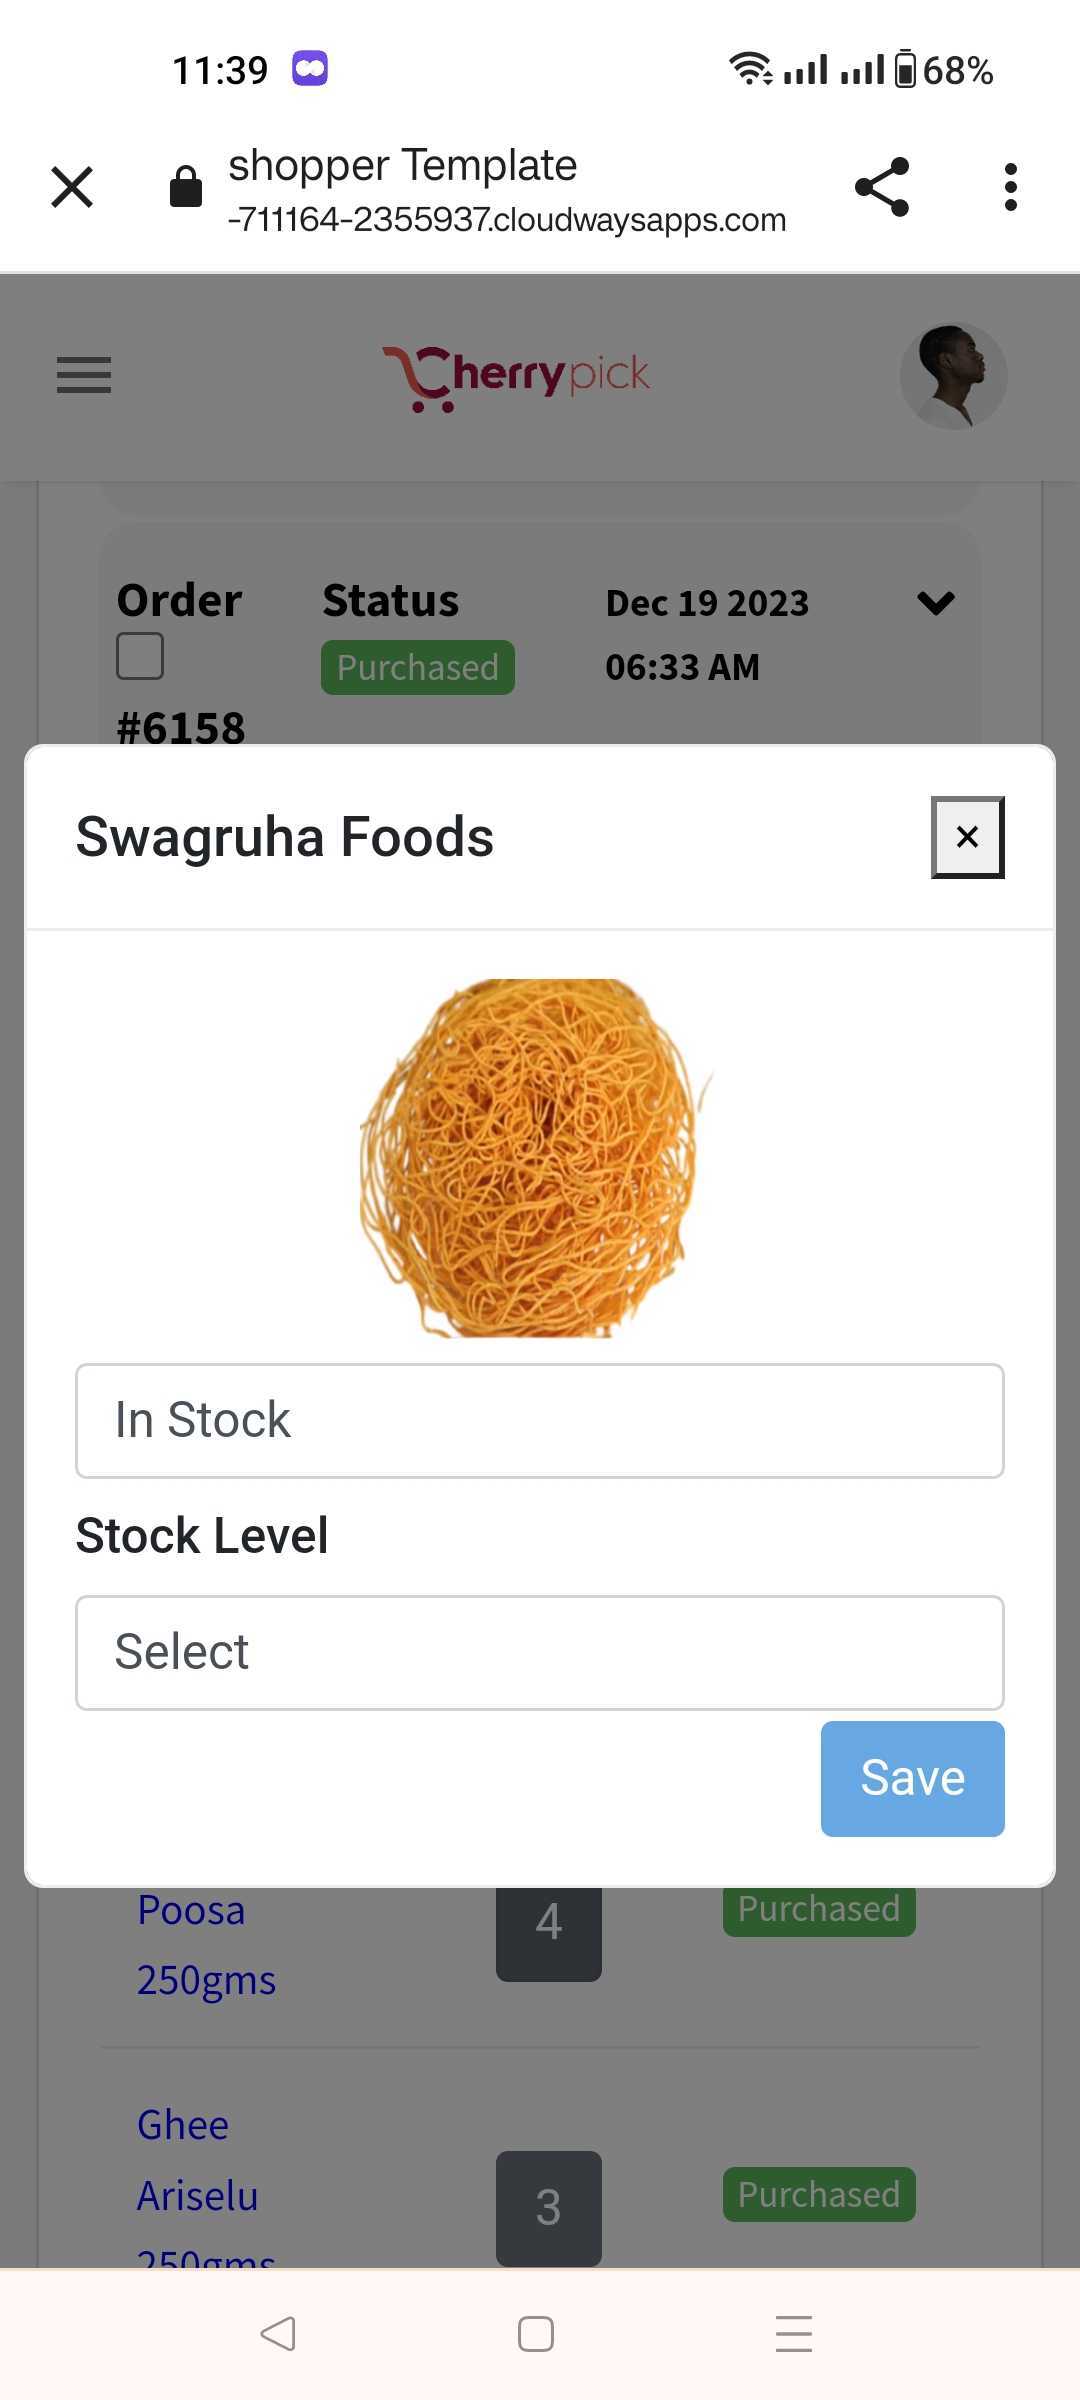 11:39
68%
shopper Template
-711164-2355937.cloudwaysapps.com
Cherrypick
Order Status Dec 19 2023
Purchased 06:33 AM
#6158
Swagruha Foods
×
In Stock
Stock Level
Select
Save
Poosa
250gms
4
Purchased
Ghee
Ariselu
250gms
3
Purchased